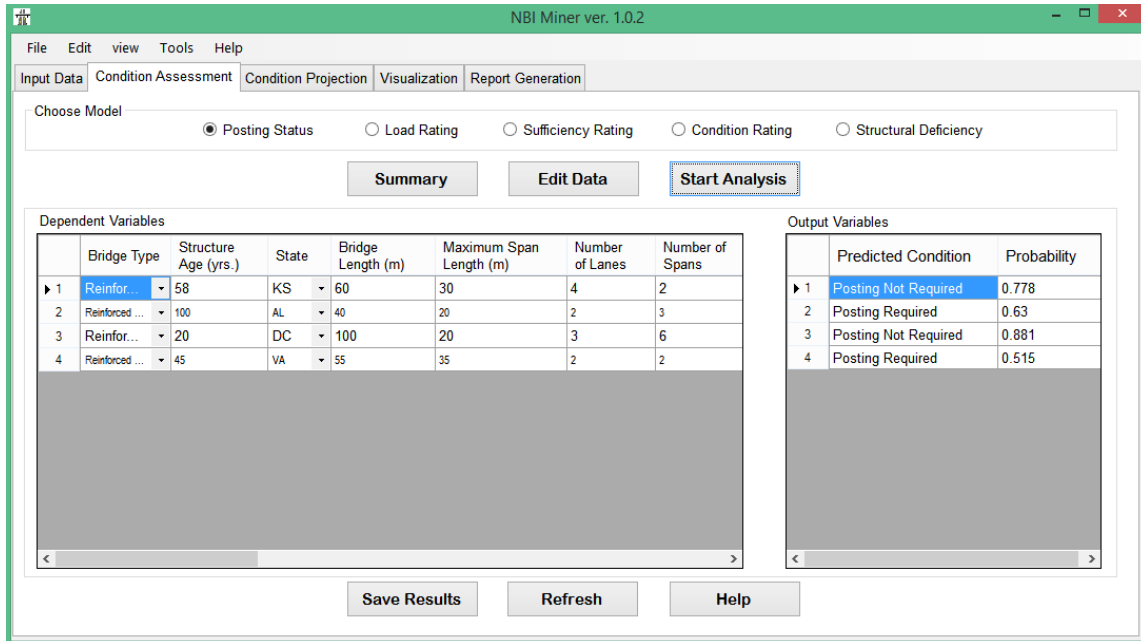 NBI Miner ver. 1.0.2
File Edit view Tools Help
Input Data Condition Assessment Condition Projection Visualization Report Generation
Choose Model
Posting Status Load Rating Sufficiency Rating Condition Rating Structural Deficiency
Summary Edit Data Start Analysis
Dependent Variables Output Variables
Bridge Type Structure Age (yrs.) State Bridge Length (m) Maximum Span Length (m) Number of Lanes Number of Spans Predicted Condition Probability
1 Reinfor... 58 KS 60 30 4 2 1 Posting Not Required 0.778
2 Reinforced ... 100 AL 40 20 2 3 2 Posting Required 0.63
3 Reinfor... 20 DC 100 20 3 6 3 Posting Not Required 0.881
4 Reinforced ... 45 VA 55 35 2 2 4 Posting Required 0.515
Save Results Refresh Help